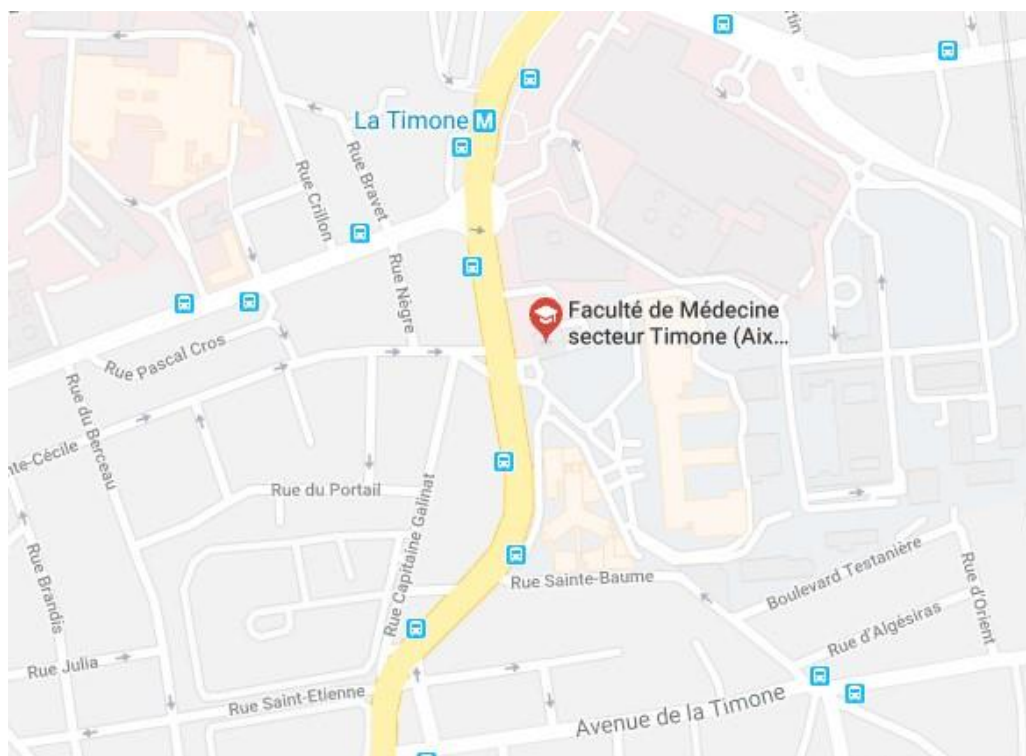 rtin
La Timone M
Rue Crillon
Rue Bravet
Rue Nègre
Faculté de Médecine
secteur Timone (Aix...
Rue Pascal Cros
Rue du Berceau
nte-Cécile
Rue du Portail
Rue Capitaine Galinat
Rue Brandis
Rue Sainte-Baume
Boulevard Testanière
Rue d'Orient
Rue d'Algésiras
Rue Julia
Rue Saint-Etienne
Avenue de la Timone